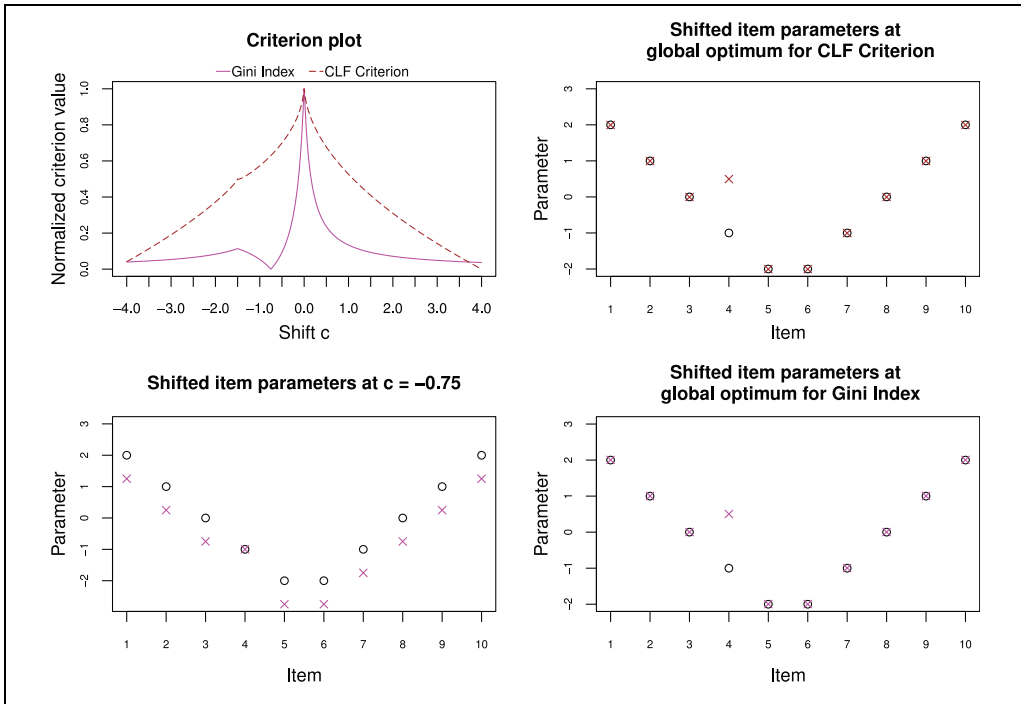 Criterion plot
Gini Index CLF Criterion
Normalized criterion value
1.0
0.8
0.6
0.4
0.2
0.0
−4.0 −3.0 −2.0 −1.0 0.0 1.0 2.0 3.0 4.0
Shift c
Shifted item parameters at
global optimum for CLF Criterion
Parameter
3
2
1
0
−1
−2
1 2 3 4 5 6 7 8 9 10
Item
Shifted item parameters at c = −0.75
Parameter
3
2
1
0
−1
−2
1 2 3 4 5 6 7 8 9 10
Item
Shifted item parameters at
global optimum for Gini Index
Parameter
3
2
1
0
−1
−2
1 2 3 4 5 6 7 8 9 10
Item